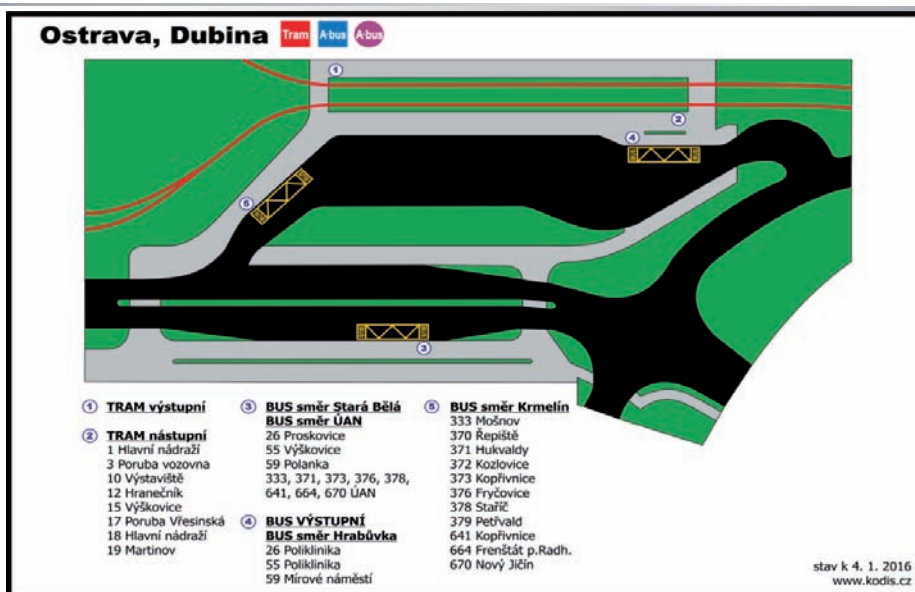 Ostrava, Dubina Tram A-bus A-bus
1
2
4
5
3
1 TRAM výstupní
2 TRAM nástupní
1 Hlavní nádraží
3 Poruba vozovna
10 Výstaviště
12 Hranečník
15 Výškovice
17 Poruba Vřesinská
18 Hlavní nádraží
19 Martinov
3 BUS směr Stará Bělá
BUS směr ÚAN
26 Proskovice
55 Výškovice
59 Polanka
333, 371, 373, 376, 378,
641, 664, 670 ÚAN
4 BUS VÝSTUPNÍ
BUS směr Hrabůvka
26 Poliklinika
55 Poliklinika
59 Mírové náměstí
5 BUS směr Krmelín
333 Mošnov
370 Řepiště
371 Hukvaldy
372 Kozlovice
373 Kopřivnice
376 Fryčovice
378 Staříč
379 Petřvald
641 Kopřivnice
664 Frenštát p.Radh.
670 Nový Jičín
stav k 4. 1. 2016
www.kodis.cz